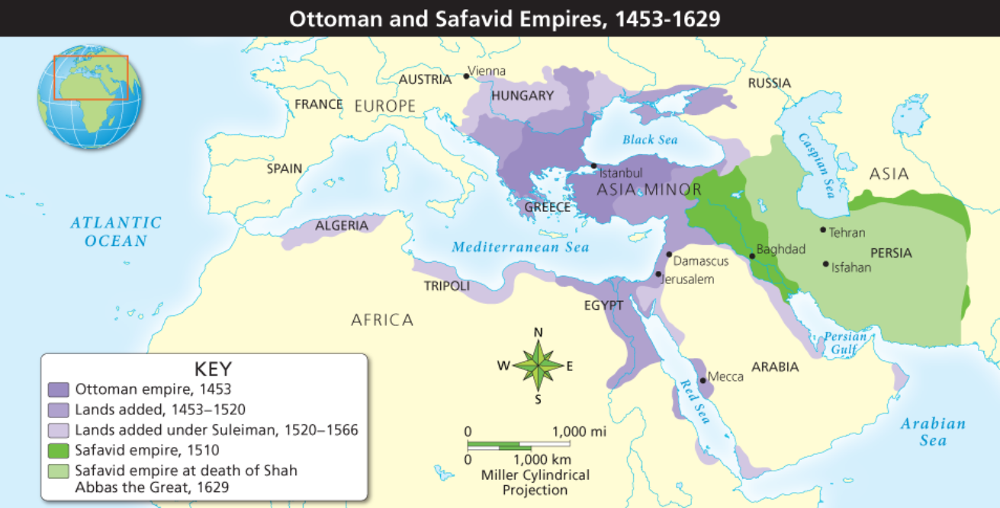 Ottoman and Safavid Empires, 1453-1629
Vienna
AUSTRIA
RUSSIA
HUNGARY
FRANCE
EUROPE
Black Sea
Caspian Sea
SPAIN
Istanbul
ASIA
ASIA MINOR
GREECE
ATLANTIC
OCEAN
ALGERIA
Tehran
Mediterranean Sea
Baghdad
PERSIA
Damascus
Isfahan
Jerusalem
TRIPOLI
EGYPT
AFRICA
Persian
Gulf
N
W
E
S
ARABIA
Mecca
Red Sea
Arabian
Sea
KEY
Ottoman empire, 1453
Lands added, 1453–1520
Lands added under Suleiman, 1520–1566
Safavid empire, 1510
Safavid empire at death of Shah
Abbas the Great, 1629
0 1,000 mi
0 1,000 km
Miller Cylindrical
Projection